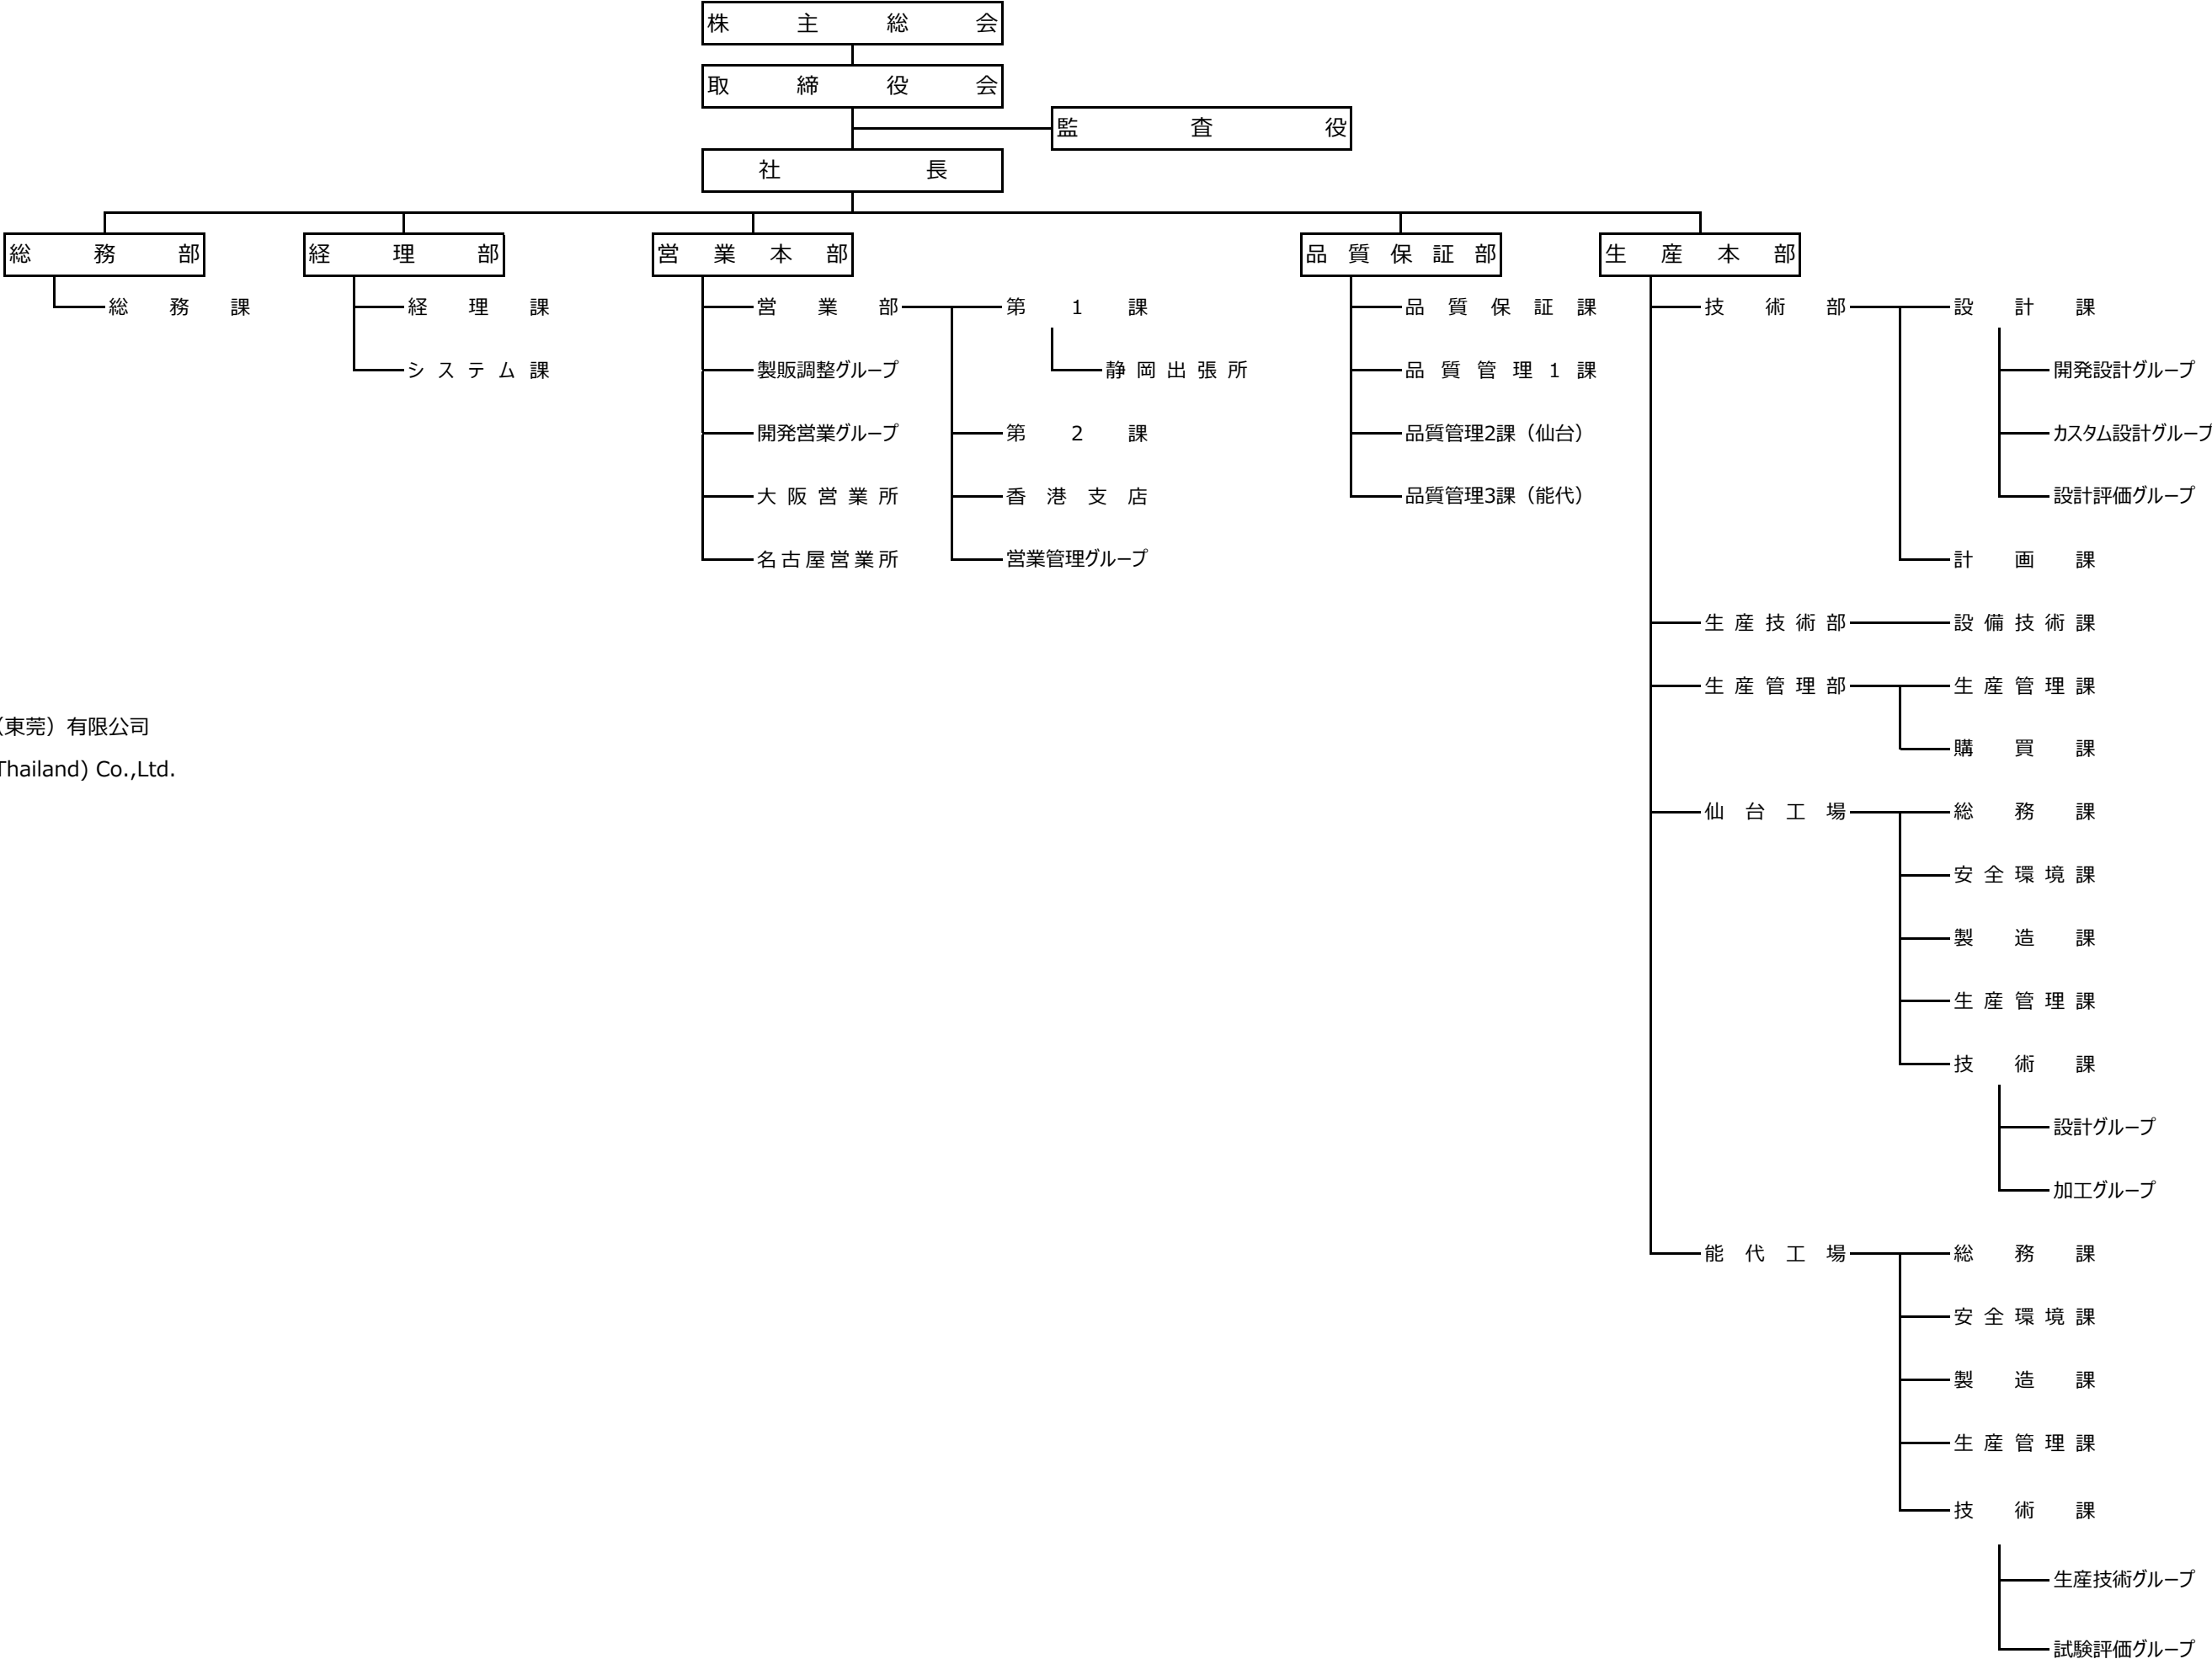 株主総会
取締役会
監査役
社長
総務部 経理部 営業本部 品質保証部 生産本部
総務課 経理課 営業部 第1課 品質保証課 技術部 設計課
システム課 製販調整グループ 静岡出張所 品質管理1課 開発設計グループ
開発営業グループ 第2課 品質管理2課（仙台） カスタム設計グループ
大阪営業所 香港支店 品質管理3課（能代） 設計評価グループ
名古屋営業所 営業管理グループ 計画課
生産技術部 設備技術課
生産管理部 生産管理課
（東莞）有限公司
購買課
Thailand) Co.,Ltd.
仙台工場 総務課
安全環境課
製造課
生産管理課
技術課
設計グループ
加工グループ
能代工場 総務課
安全環境課
製造課
生産管理課
技術課
生産技術グループ
試験評価グループ